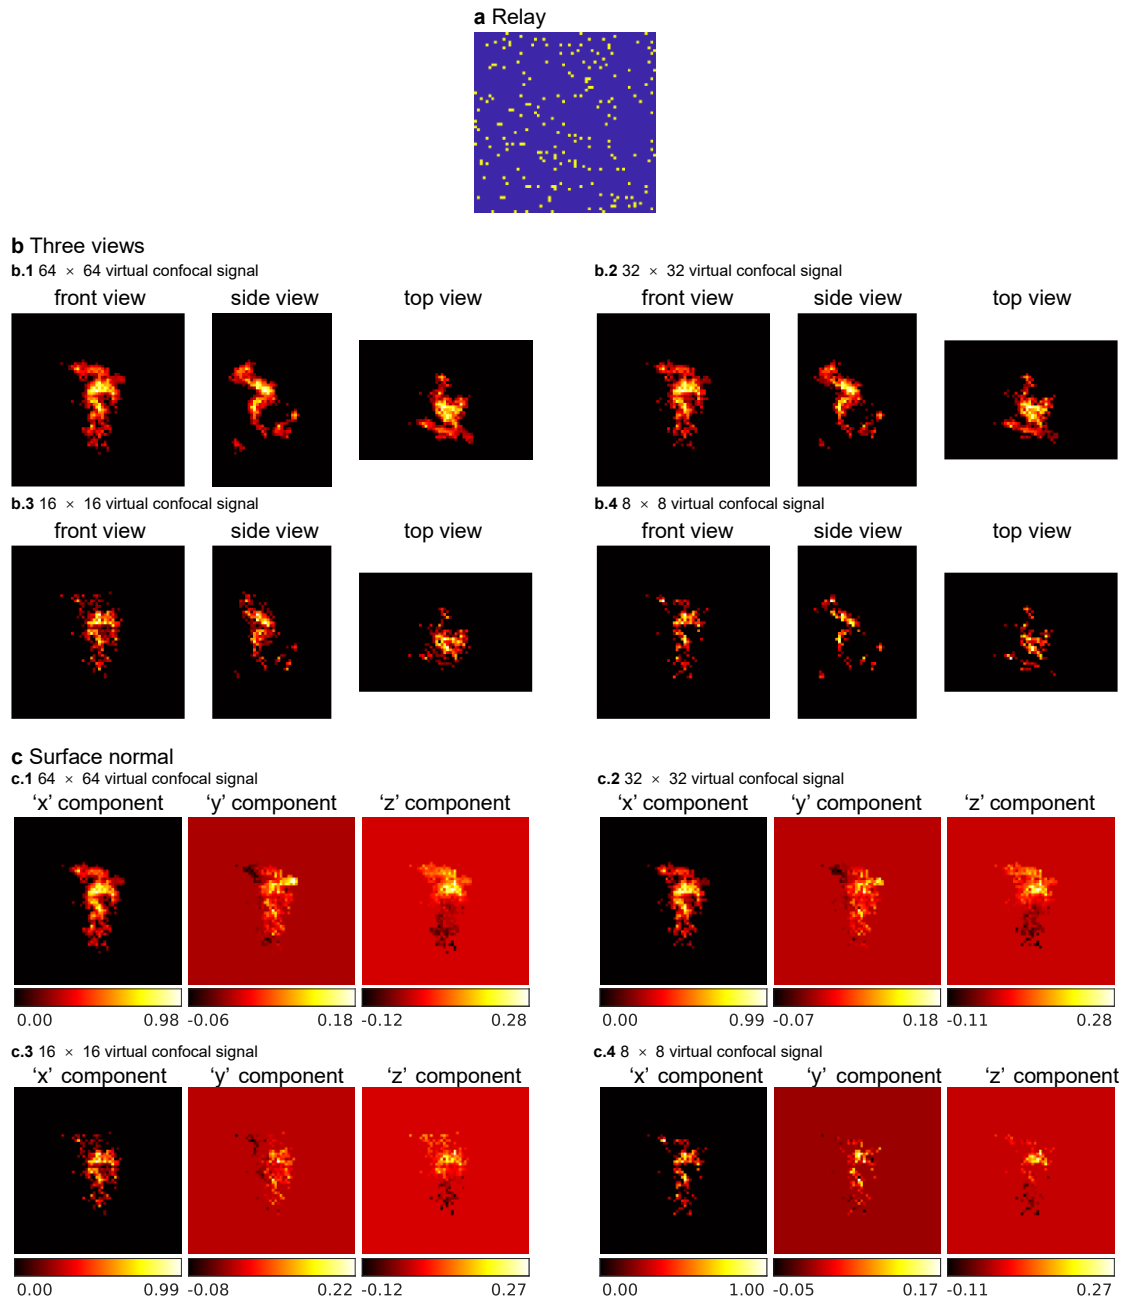 a Relay
b Three views
b.1 64 × 64 virtual confocal signal
front view side view top view
b.2 32 × 32 virtual confocal signal
front view side view top view
b.3 16 × 16 virtual confocal signal
front view side view top view
b.4 8 × 8 virtual confocal signal
front view side view top view
c Surface normal
c.1 64 × 64 virtual confocal signal
‘x’ component ‘y’ component ‘z’ component
0.00 0.98 -0.06 0.18 -0.12 0.28
c.2 32 × 32 virtual confocal signal
‘x’ component ‘y’ component ‘z’ component
0.00 0.99 -0.07 0.18 -0.11 0.28
c.3 16 × 16 virtual confocal signal
‘x’ component ‘y’ component ‘z’ component
0.00 0.99 -0.08 0.22 -0.12 0.27
c.4 8 × 8 virtual confocal signal
‘x’ component ‘y’ component ‘z’ component
0.00 1.00 -0.05 0.17 -0.11 0.27